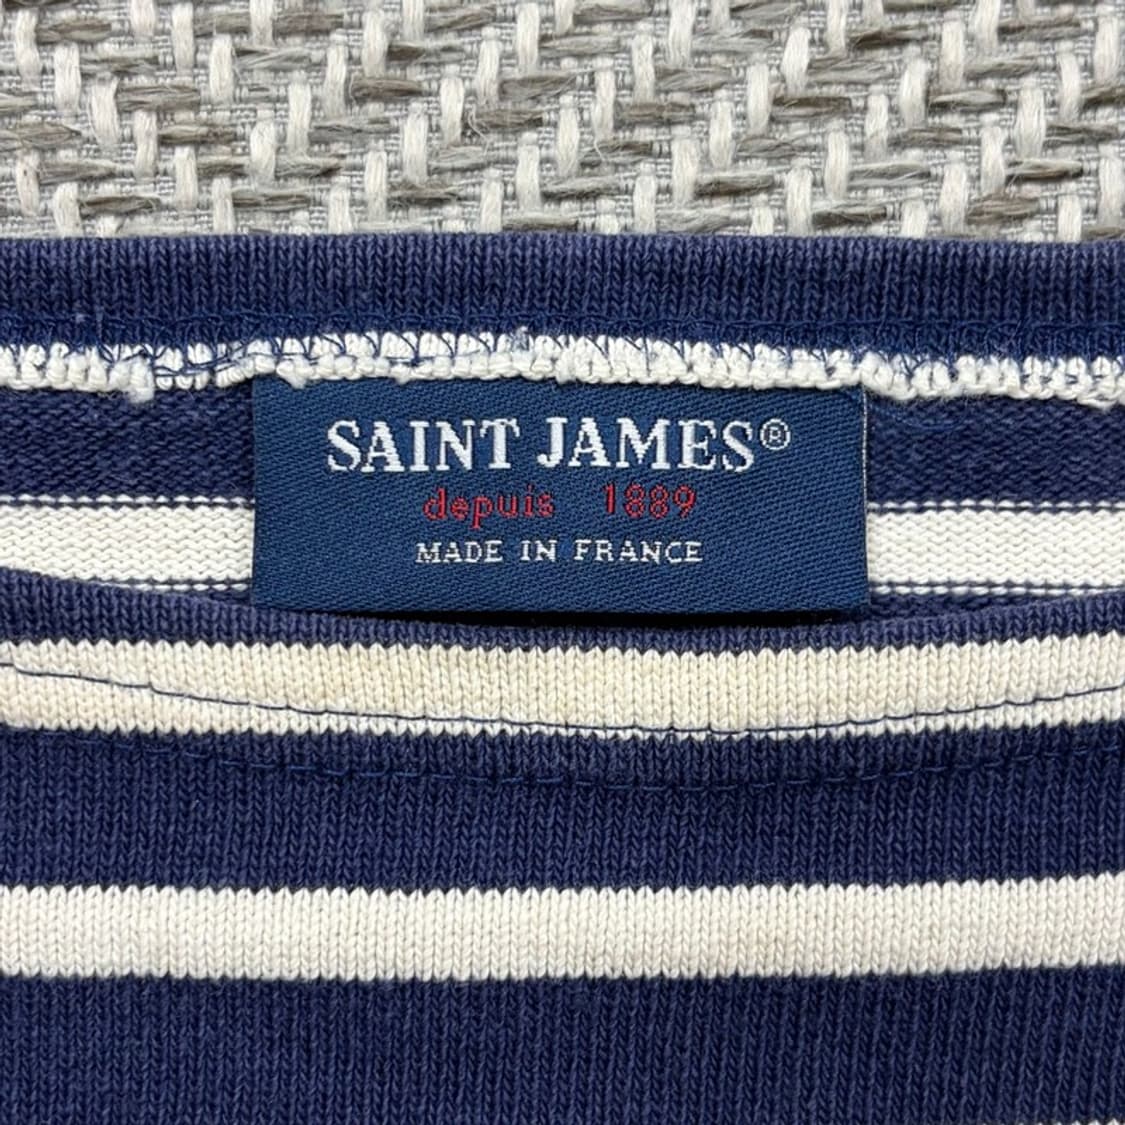 SAINT JAMES®
depuis 1889
MADE IN FRANCE